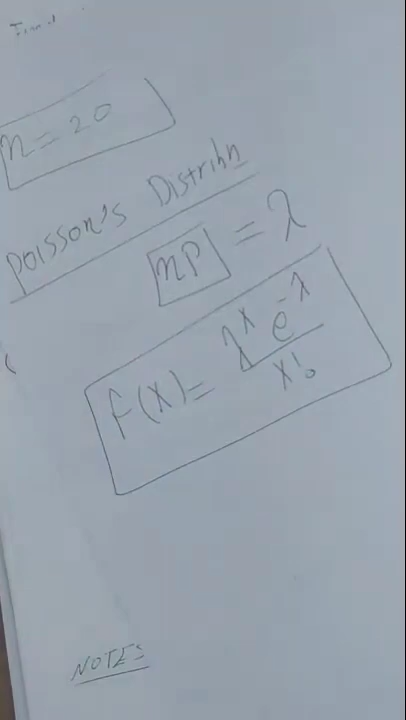 n = 20
Poisson's Distribn
np = λ
f(x) = λ^x e^-λ / x!
NOTES